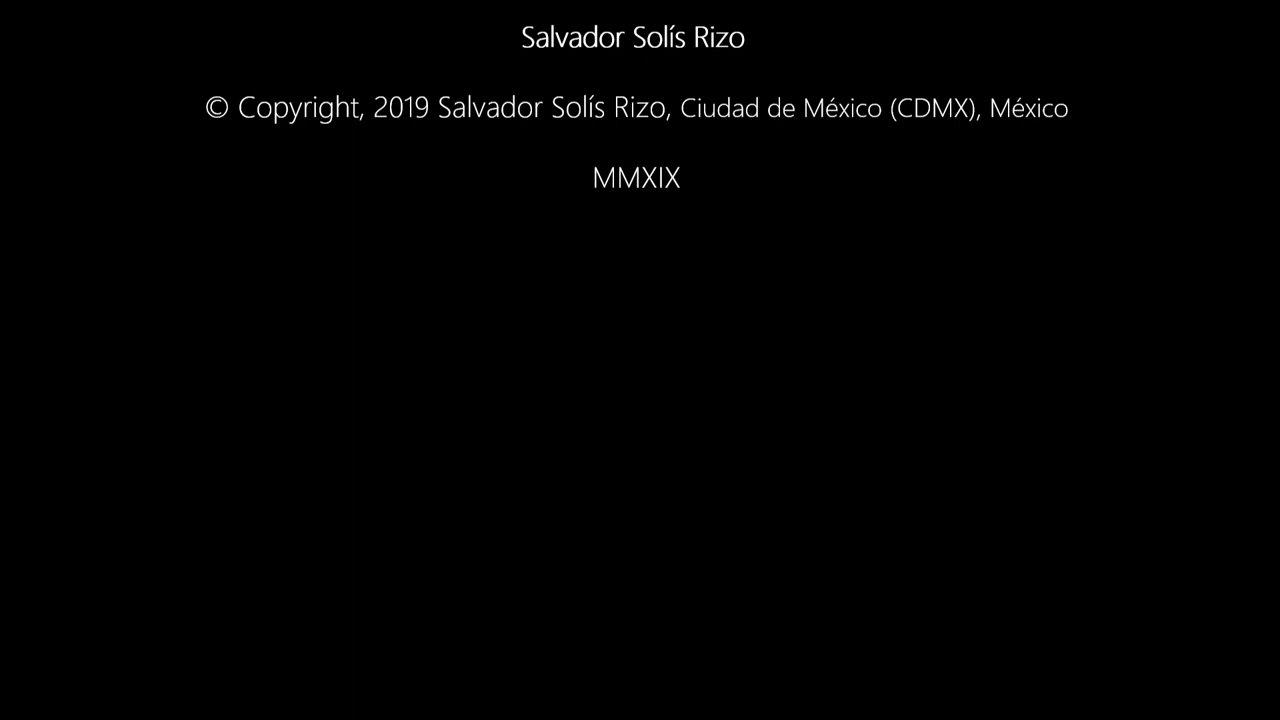 Salvador Solís Rizo
© Copyright, 2019 Salvador Solís Rizo, Ciudad de México (CDMX), México
MMXIX